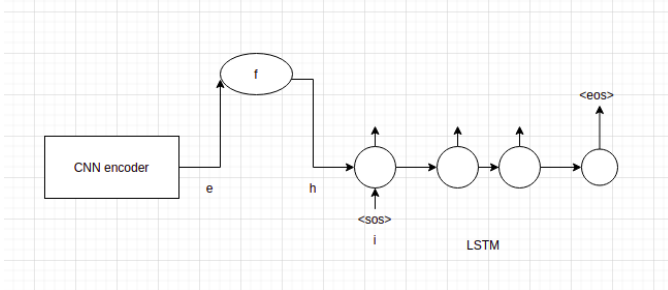 f
<eos>
CNN encoder
e
h
<sos>
i
LSTM